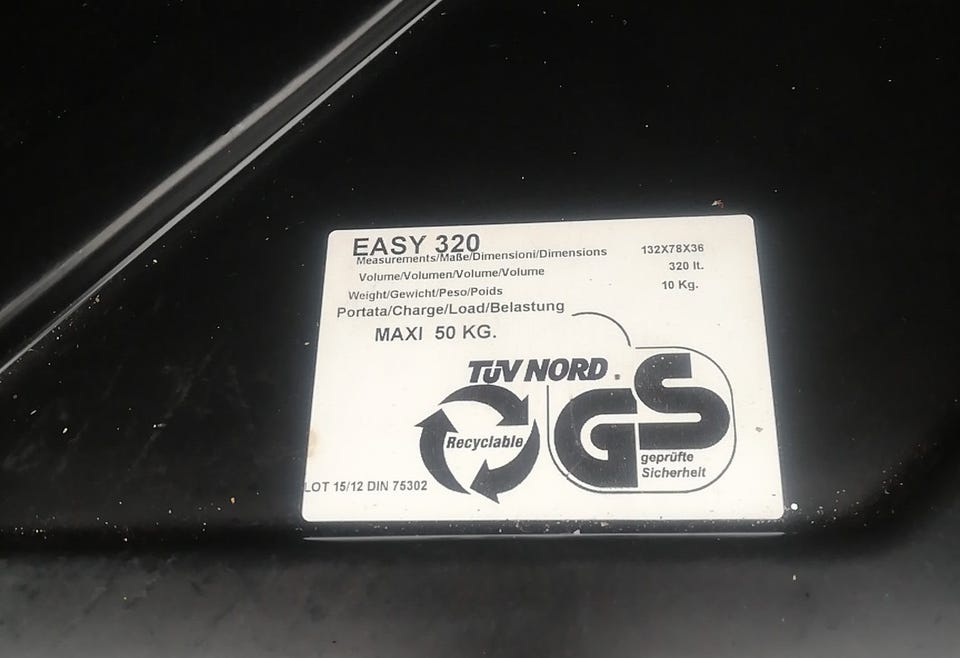 EASY 320
Measurements/Maße/Dimensioni/Dimensions 132X78X36
Volume/Volumen/Volume/Volume 320 lt.
Weight/Gewicht/Peso/Poids 10 Kg.
Portata/Charge/Load/Belastung
MAXI 50 KG.
TÜV NORD
GS
Recyclable
geprüfte
Sicherheit
LOT 15/12 DIN 75302